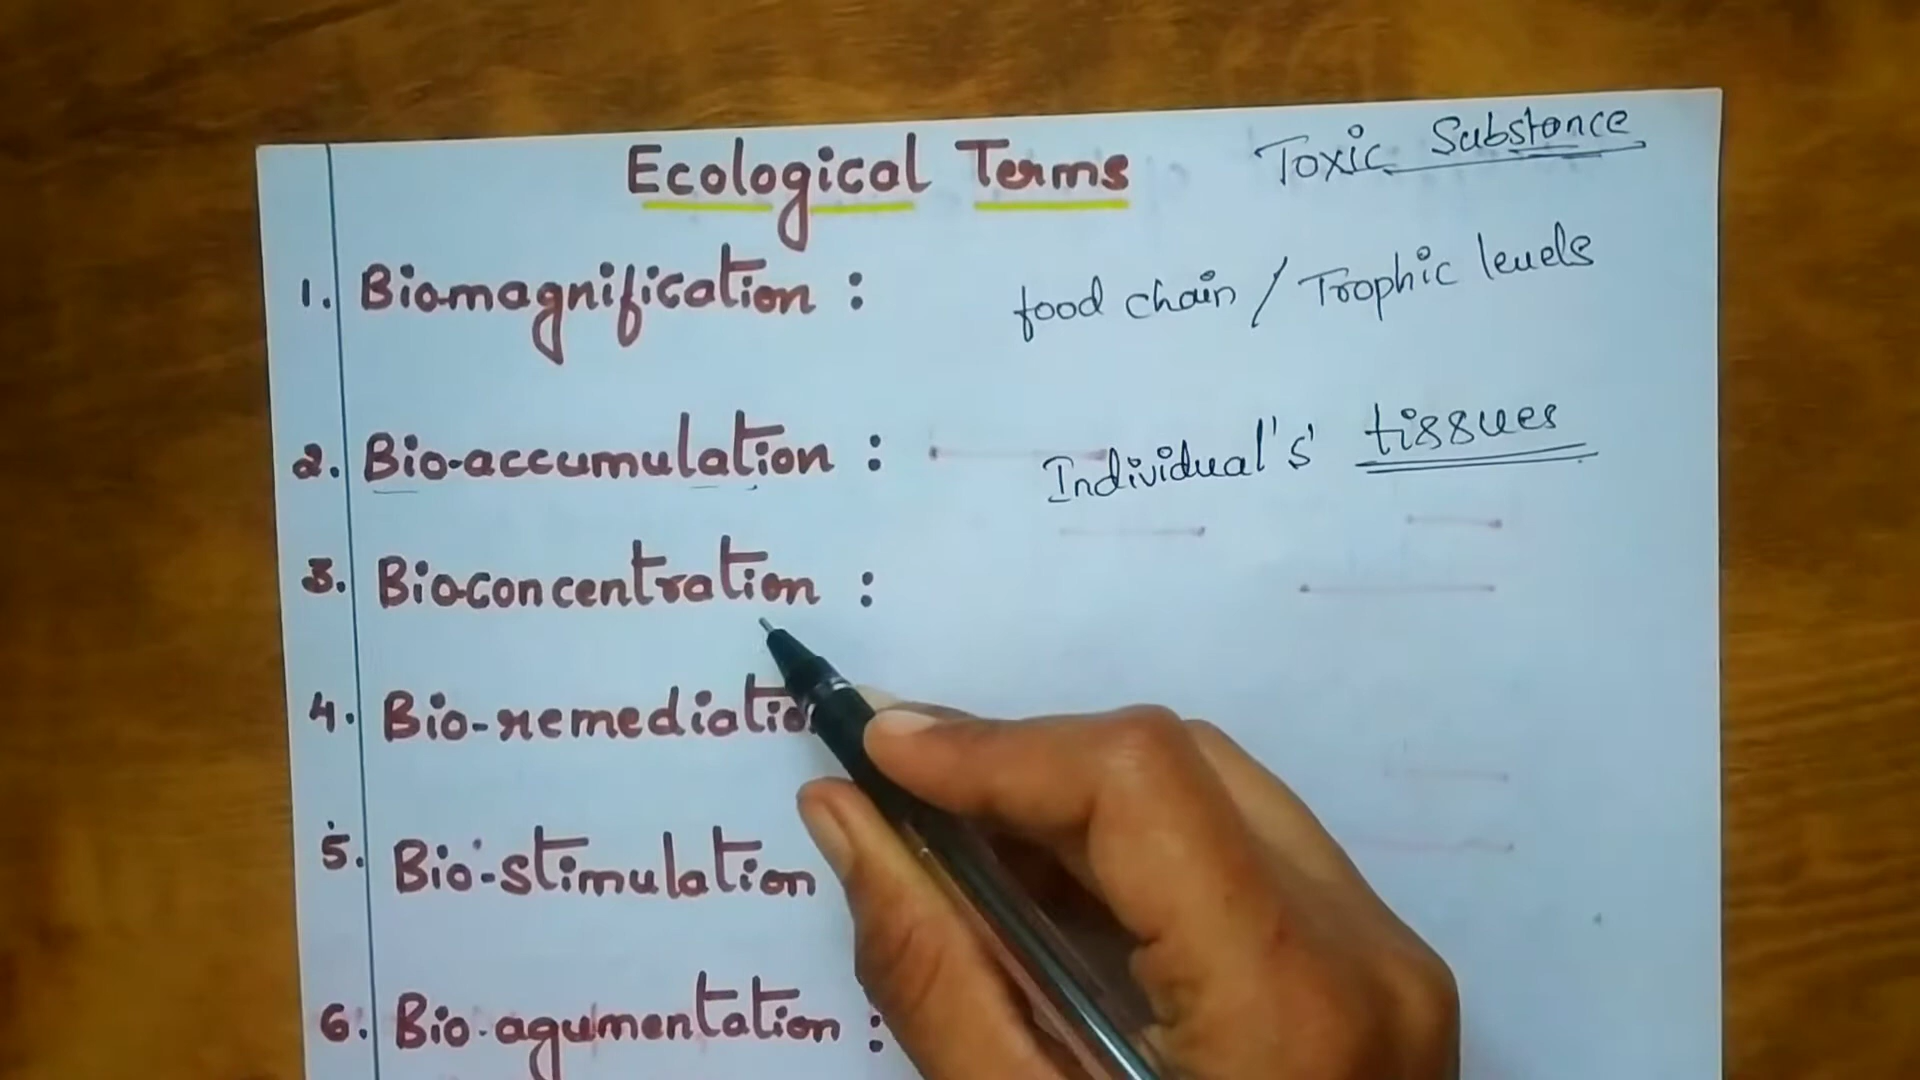 Ecological Terms Toxic Substance
1. Biomagnification : food chain / Trophic levels
2. Bio-accumulation : Individual's' tissues
3. Bioconcentration :
4. Bio-remediatio
5. Bio-stimulation
6. Bio-agumentation :